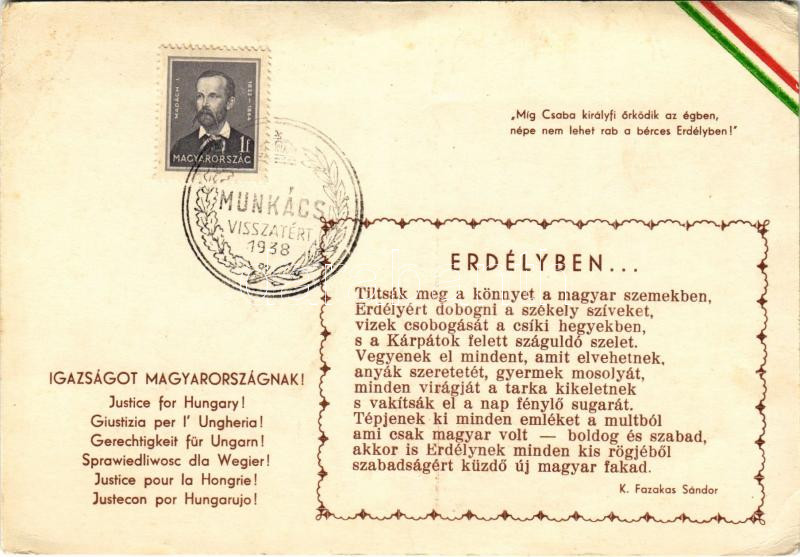 MADÁCH I.
1823–1864
1f
MAGYARORSZÁG
MUNKÁCS
VISSZATÉRT
1938
„Míg Csaba királyfi őrködik az égben,
népe nem lehet rab a bérces Erdélyben!"
ERDÉLYBEN...
Tiltsák meg a könnyet a magyar szemekben,
Erdélyért dobogni a székely szíveket,
vizek csobogását a csíki hegyekben,
s a Kárpátok felett száguldó szelet.
Vegyenek el mindent, amit elvehetnek,
anyák szeretetét, gyermek mosolyát,
minden virágját a tarka kikeletnek
s vakítsák el a nap fénylő sugarát.
Tépjenek ki minden emléket a multból
ami csak magyar volt — boldog és szabad,
akkor is Erdélynek minden kis rögjéből
szabadságért küzdő új magyar fakad.
K. Fazakas Sándor
IGAZSÁGOT MAGYARORSZÁGNAK!
Justice for Hungary!
Giustizia per l' Ungheria!
Gerechtigkeit für Ungarn!
Sprawiedliwosc dla Wegier!
Justice pour la Hongrie!
Justecon por Hungarujo!